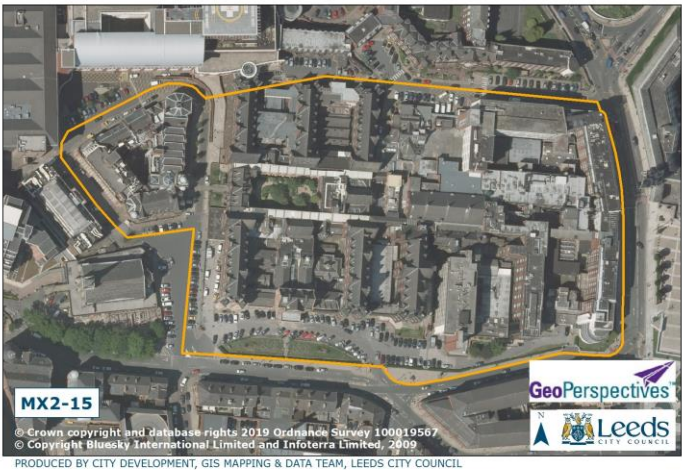 MX2-15
GeoPerspectives™
N
Leeds
CITY COUNCIL
© Crown copyright and database rights 2019 Ordnance Survey 100019567
© Copyright Bluesky International Limited and Infoterra Limited, 2009
PRODUCED BY CITY DEVELOPMENT, GIS MAPPING & DATA TEAM, LEEDS CITY COUNCIL